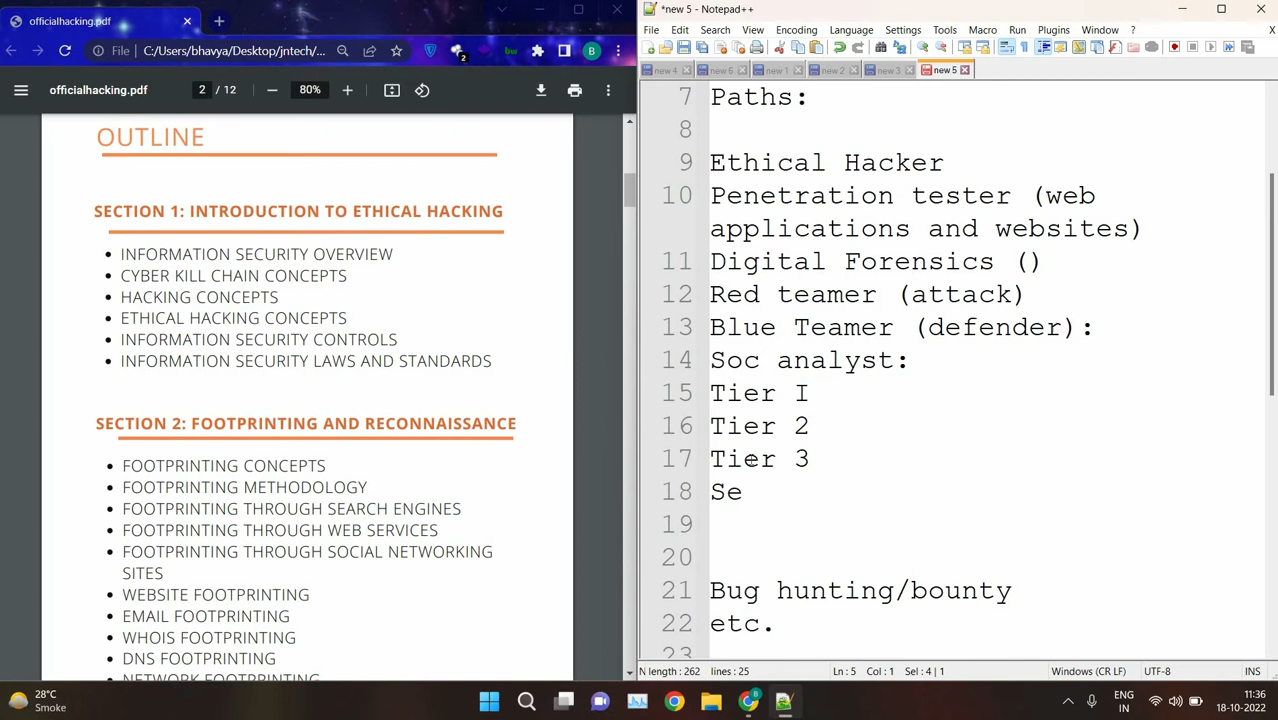 officialhacking.pdf
File
C:/Users/bhavya/Desktop/jntech/...
B
2
officialhacking.pdf
2 / 12
80%
OUTLINE
SECTION 1: INTRODUCTION TO ETHICAL HACKING
INFORMATION SECURITY OVERVIEW
CYBER KILL CHAIN CONCEPTS
HACKING CONCEPTS
ETHICAL HACKING CONCEPTS
INFORMATION SECURITY CONTROLS
INFORMATION SECURITY LAWS AND STANDARDS
SECTION 2: FOOTPRINTING AND RECONNAISSANCE
FOOTPRINTING CONCEPTS
FOOTPRINTING METHODOLOGY
FOOTPRINTING THROUGH SEARCH ENGINES
FOOTPRINTING THROUGH WEB SERVICES
FOOTPRINTING THROUGH SOCIAL NETWORKING
SITES
WEBSITE FOOTPRINTING
EMAIL FOOTPRINTING
WHOIS FOOTPRINTING
DNS FOOTPRINTING
NETWORK FOOTPRINTING
*new 5 - Notepad++
File Edit Search View Encoding Language Settings Tools Macro Run Plugins Window ? X
new 4 new 6 new 1 new 2 new 3 new 5
7 Paths:
8
9 Ethical Hacker
10 Penetration tester (web
applications and websites)
11 Digital Forensics ()
12 Red teamer (attack)
13 Blue Teamer (defender):
14 Soc analyst:
15 Tier I
16 Tier 2
17 Tier 3
18 Se
19
20
21 Bug hunting/bounty
22 etc.
23
N length: 262 lines: 25 Ln: 5 Col: 1 Sel: 4 | 1 Windows (CR LF) UTF-8 INS
28°C
Smoke
B
ENG
IN
11:36
18-10-2022